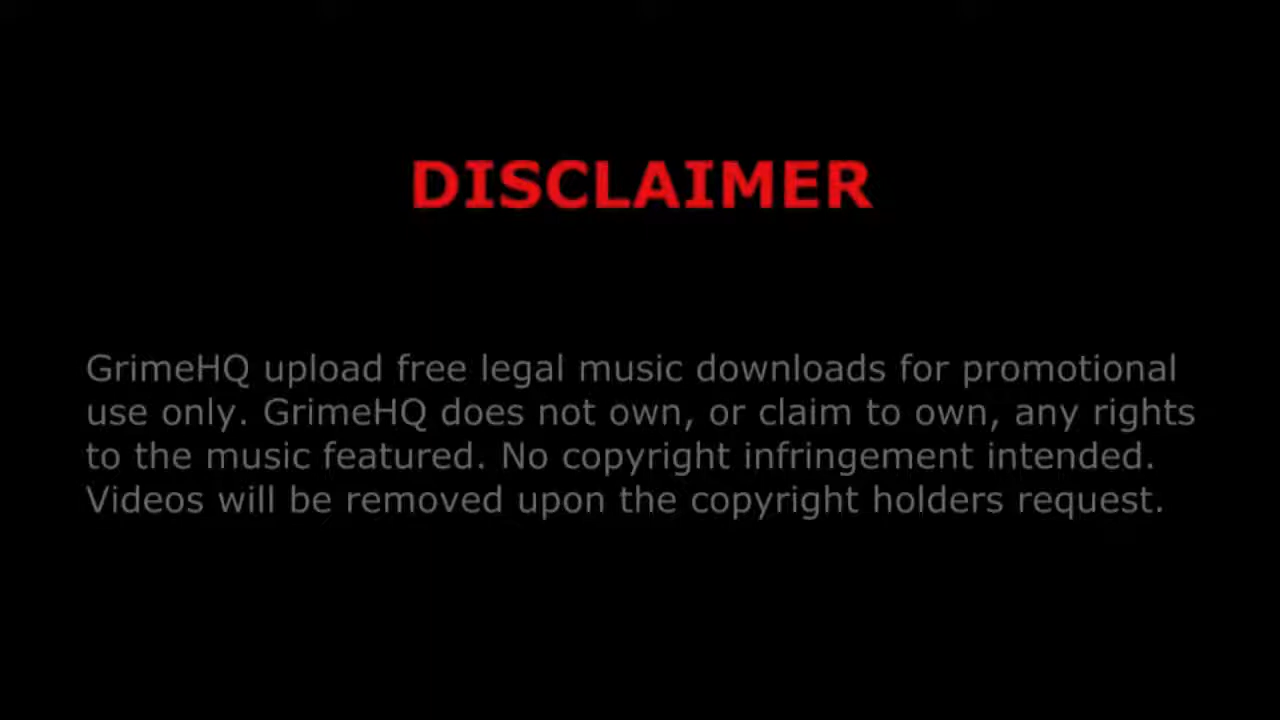 DISCLAIMER
GrimeHQ upload free legal music downloads for promotional
use only. GrimeHQ does not own, or claim to own, any rights
to the music featured. No copyright infringement intended.
Videos will be removed upon the copyright holders request.